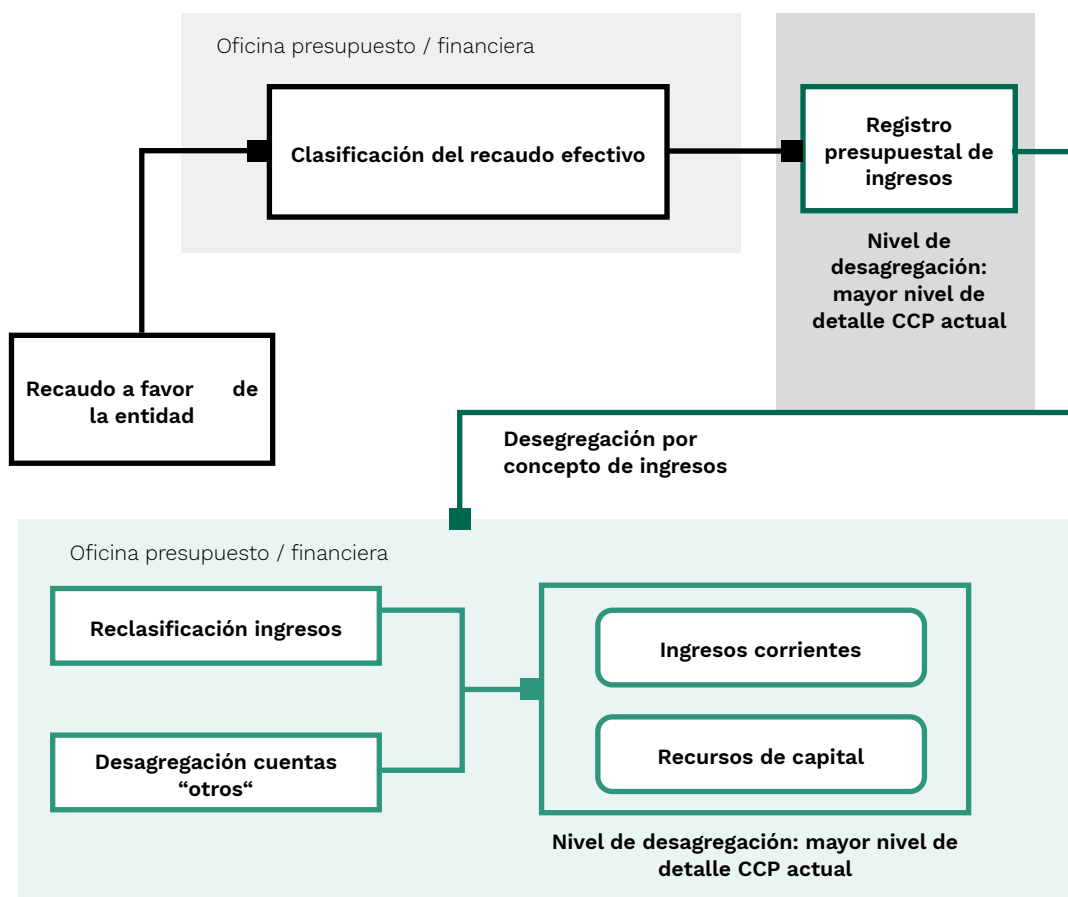 Oficina presupuesto / financiera
Clasificación del recaudo efectivo
Registro
presupuestal de
ingresos
Nivel de
desagregación:
mayor nivel de
detalle CCP actual
Recaudo a favor de
la entidad
Desegregación por
concepto de ingresos
Oficina presupuesto / financiera
Reclasificación ingresos
Desagregación cuentas
“otros“
Ingresos corrientes
Recursos de capital
Nivel de desagregación: mayor nivel de
detalle CCP actual